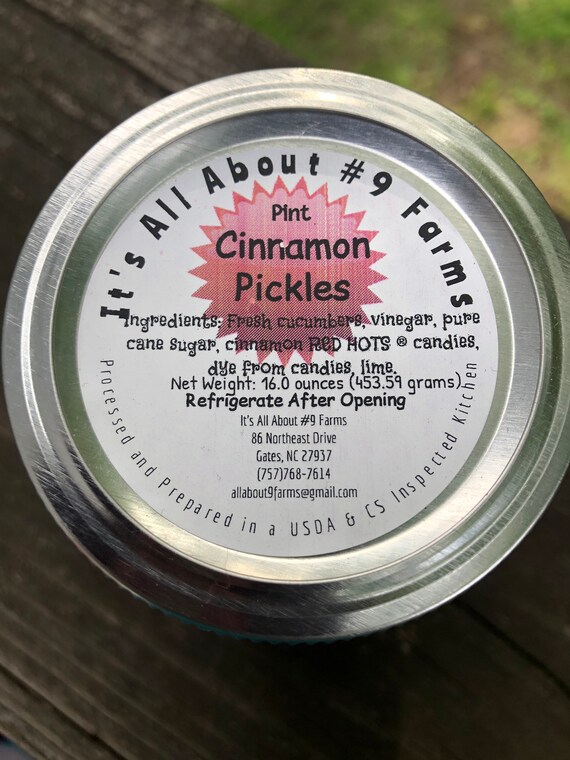 It's All About #9 Farms
Pint
Cinnamon
Pickles
Ingredients: Fresh cucumbers, vinegar, pure
cane sugar, cinnamon RED HOTS ® candies,
dye from candies, lime.
Net Weight: 16.0 ounces (453.59 grams)
Refrigerate After Opening
It's All About #9 Farms
86 Northeast Drive
Gates, NC 27937
(757)768-7614
allabout9farms@gmail.com
Processed and Prepared in a USDA & CS Inspected Kitchen